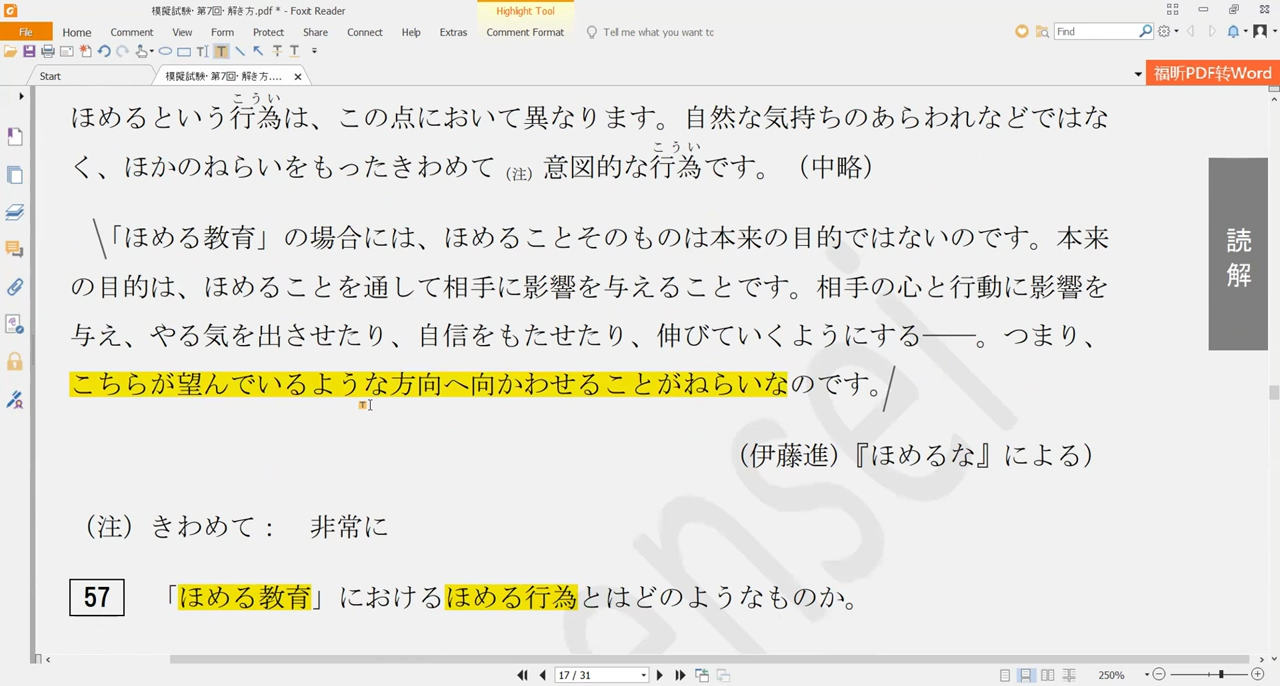 模擬試験・第7回・解き方.pdf * - Foxit Reader
Highlight Tool
File Home Comment View Form Protect Share Connect Help Extras Comment Format Tell me what you want tc Find
Start 模擬試験・第7回・解き方.... 福昕PDF转Word
ほめるという行為は、この点において異なります。自然な気持ちのあらわれなどではな
こうい
く、ほかのねらいをもったきわめて（注）意図的な行為です。（中略）
こうい
「ほめる教育」の場合には、ほめることそのものは本来の目的ではないのです。本来
の目的は、ほめることを通して相手に影響を与えることです。相手の心と行動に影響を
与え、やる気を出させたり、自信をもたせたり、伸びていくようにする――。つまり、
こちらが望んでいるような方向へ向かわせることがねらいなのです。
（伊藤進）『ほめるな』による）
（注）きわめて： 非常に
57 「ほめる教育」におけるほめる行為とはどのようなものか。
読解
ensei
17 / 31
250%